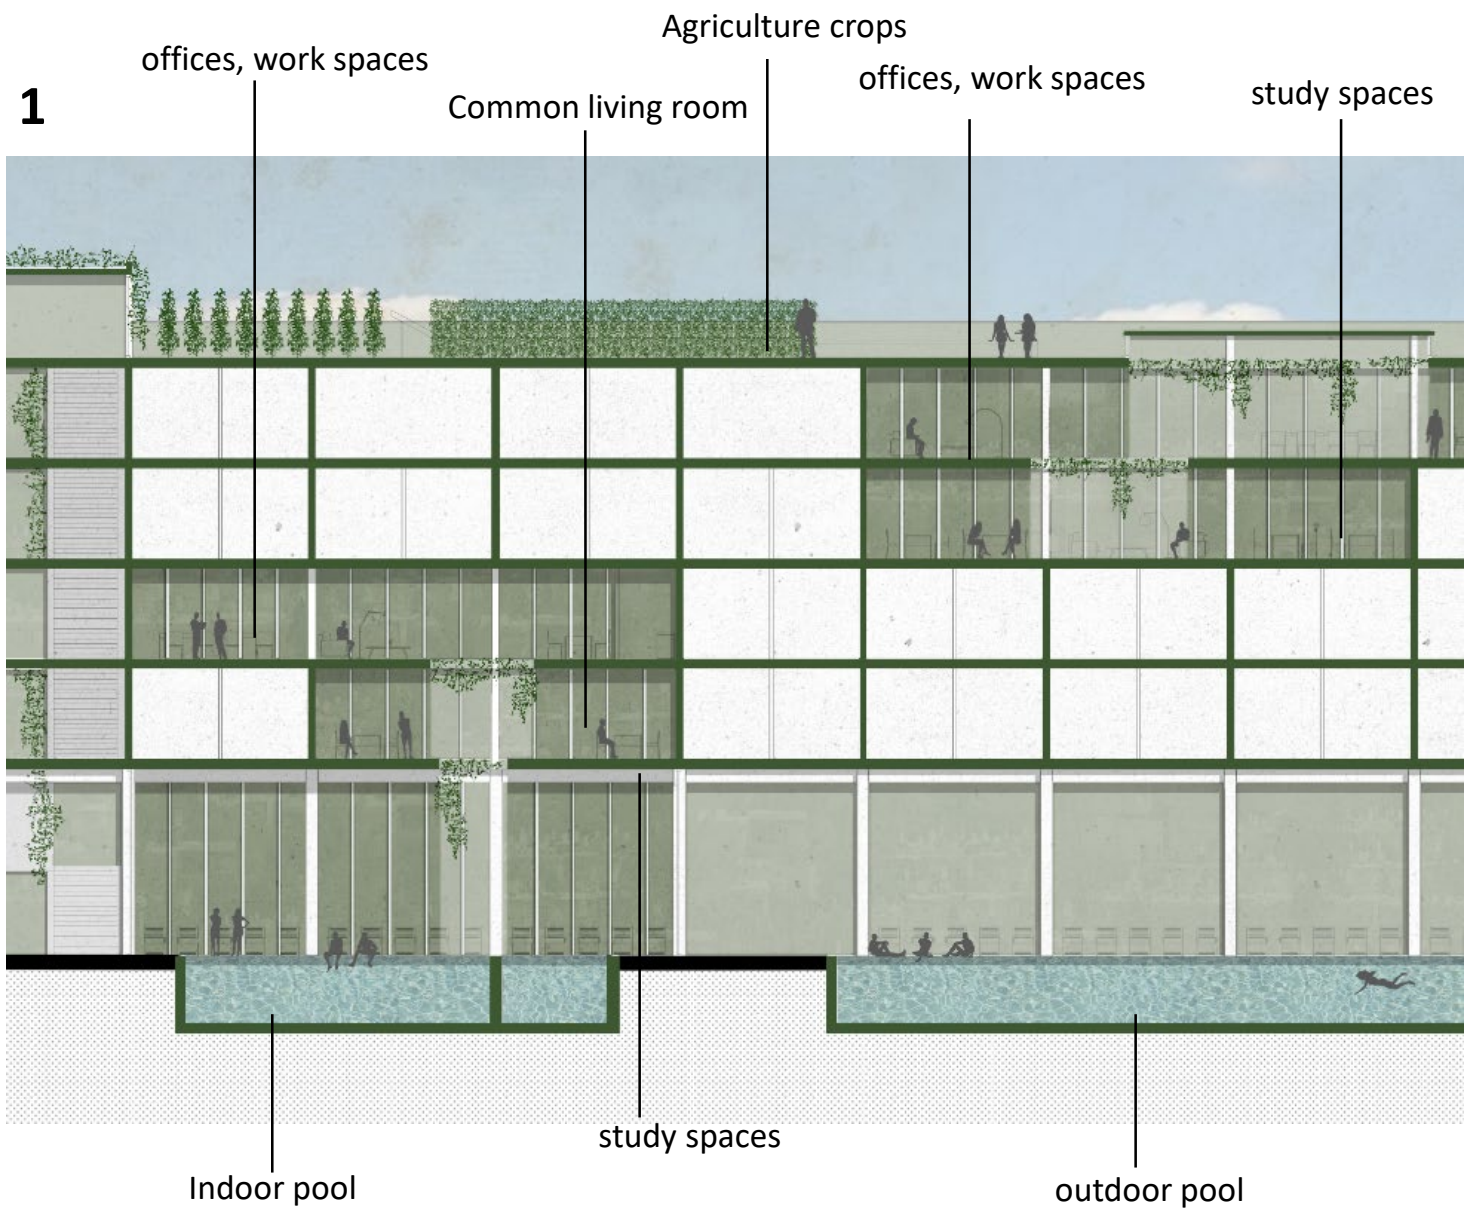 Agriculture crops
offices, work spaces
offices, work spaces
study spaces
Common living room
1
study spaces
Indoor pool
outdoor pool